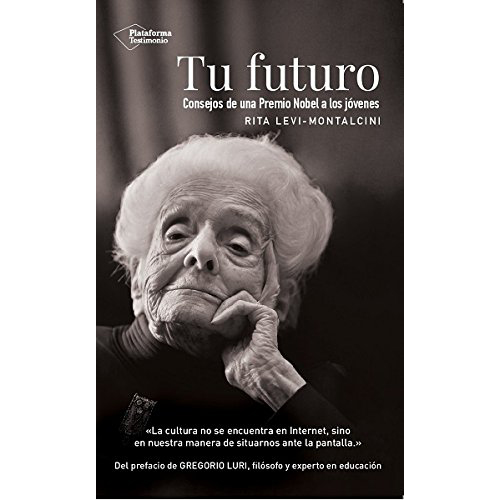 Plataforma
Testimonio
Tu futuro
Consejos de una Premio Nobel a los jóvenes
RITA LEVI-MONTALCINI
«La cultura no se encuentra en Internet, sino
en nuestra manera de situarnos ante la pantalla.»
Del prefacio de GREGORIO LURI, filósofo y experto en educación